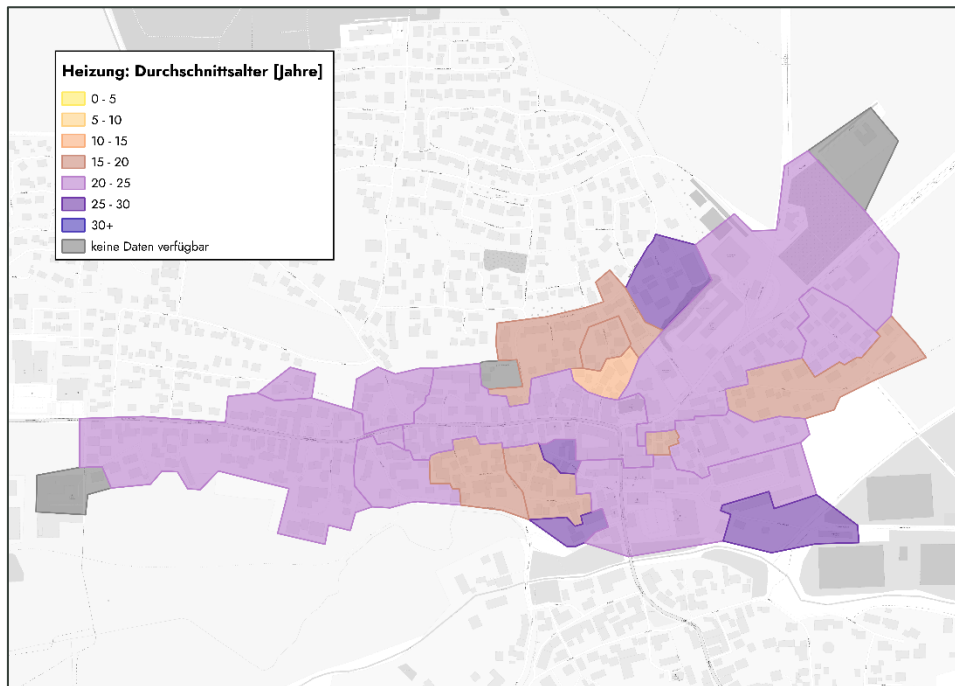 Heizung: Durchschnittsalter [Jahre]
0 - 5
5 - 10
10 - 15
15 - 20
20 - 25
25 - 30
30+
keine Daten verfügbar